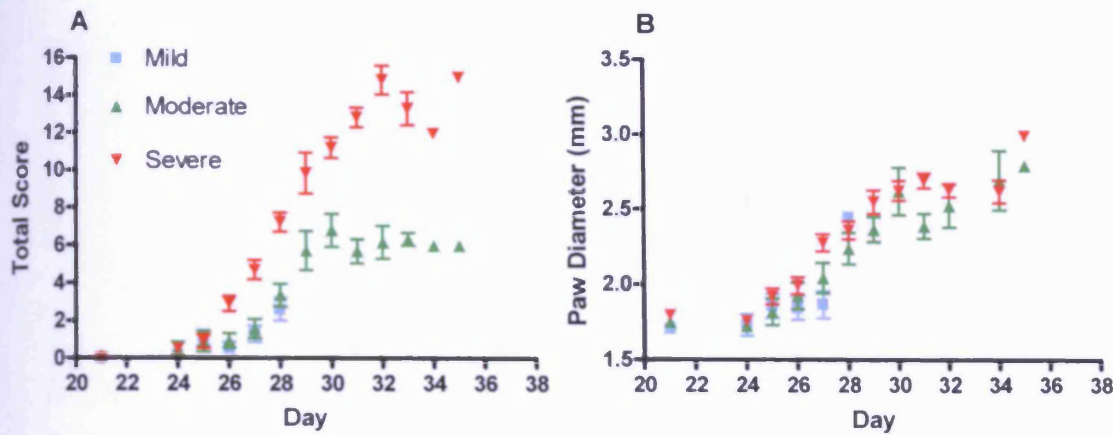 A
Total Score
16
14
12
10
8
6
4
2
0
Mild
Moderate
Severe
20 22 24 26 28 30 32 34 36 38
Day
B
Paw Diameter (mm)
3.5
3.0
2.5
2.0
1.5
20 21 22 24 26 28 30 32 34 36 38
Day